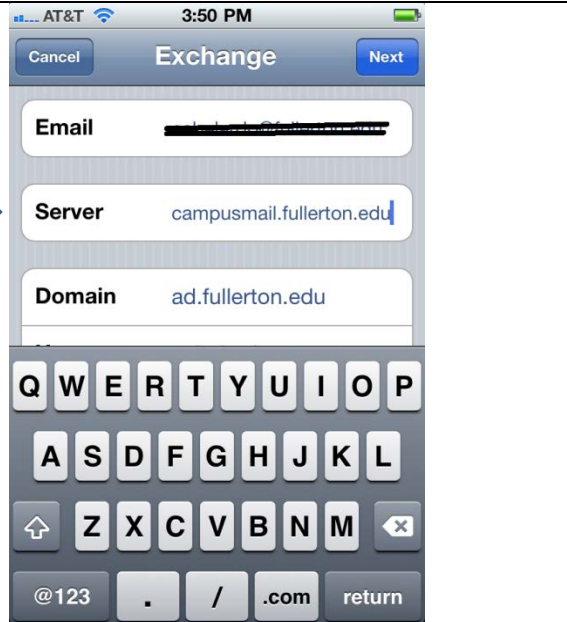 AT&T 3:50 PM
Cancel Exchange Next
Email
Server campusmail.fullerton.edu
Domain ad.fullerton.edu
Q W E R T Y U I O P
A S D F G H J K L
Z X C V B N M
@123 . / .com return